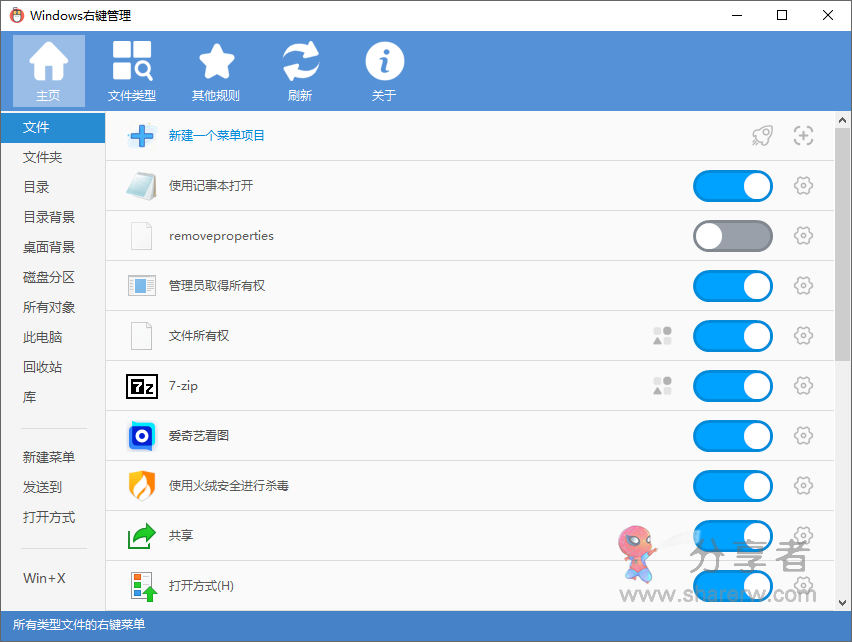 Windows右键管理
主页
文件类型
其他规则
刷新
关于
文件
文件夹
目录
目录背景
桌面背景
磁盘分区
所有对象
此电脑
回收站
库
新建菜单
发送到
打开方式
Win+X
新建一个菜单项目
使用记事本打开
removeproperties
管理员取得所有权
文件所有权
7z
7-zip
爱奇艺看图
使用火绒安全进行杀毒
共享
打开方式(H)
分享者
www.sharerw.com
所有类型文件的右键菜单